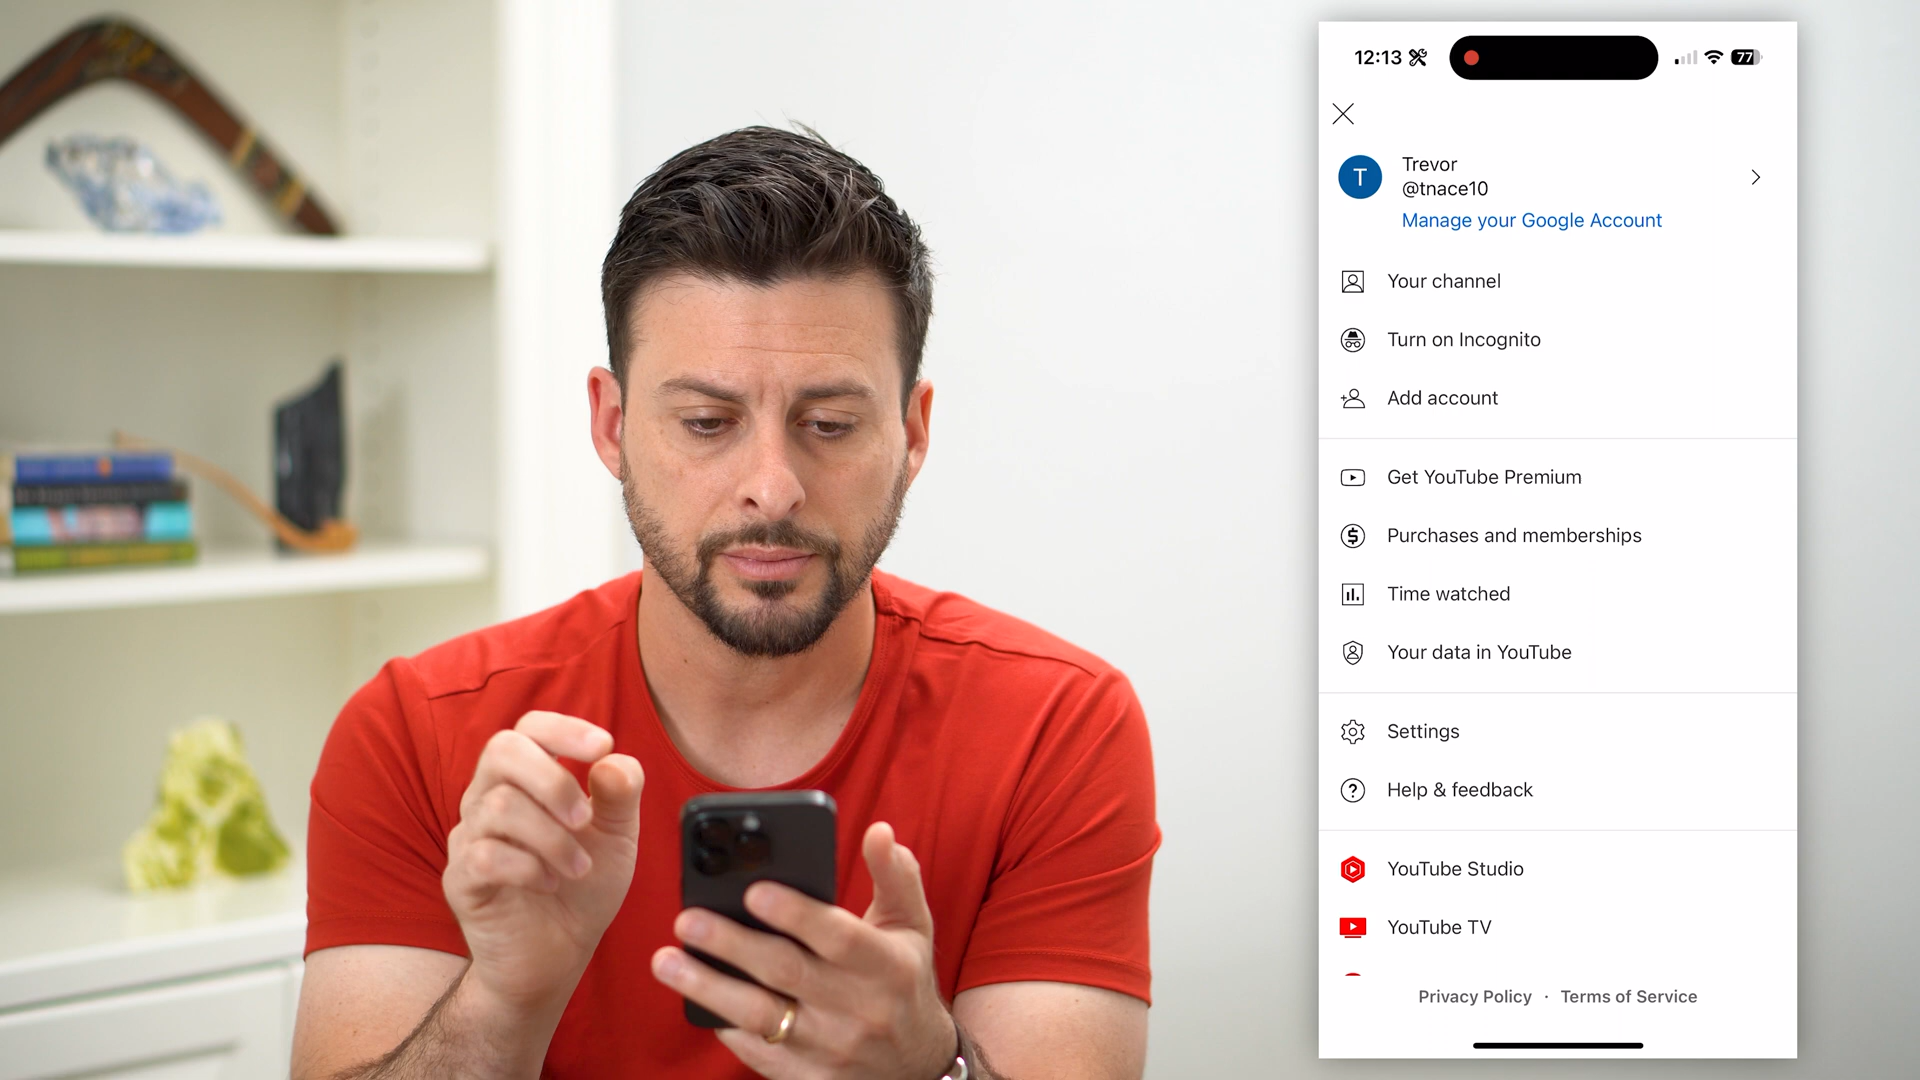 12:13
77
T
Trevor
@tnace10
Manage your Google Account
Your channel
Turn on Incognito
Add account
Get YouTube Premium
Purchases and memberships
Time watched
Your data in YouTube
Settings
Help & feedback
YouTube Studio
YouTube TV
Privacy Policy · Terms of Service